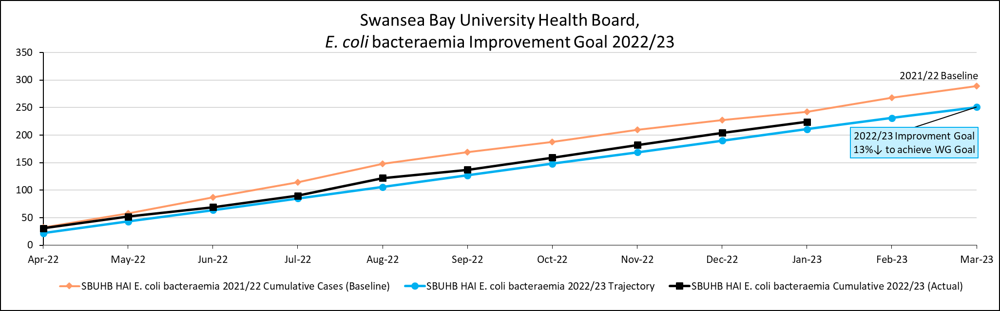 Swansea Bay University Health Board,
E. coli bacteraemia Improvement Goal 2022/23
350
300
250
200
150
100
50
0
2021/22 Baseline
2022/23 Improvment Goal
13%↓ to achieve WG Goal
Apr-22 May-22 Jun-22 Jul-22 Aug-22 Sep-22 Oct-22 Nov-22 Dec-22 Jan-23 Feb-23 Mar-23
SBUHB HAI E. coli bacteraemia 2021/22 Cumulative Cases (Baseline) SBUHB HAI E. coli bacteraemia 2022/23 Trajectory SBUHB HAI E. coli bacteraemia Cumulative 2022/23 (Actual)